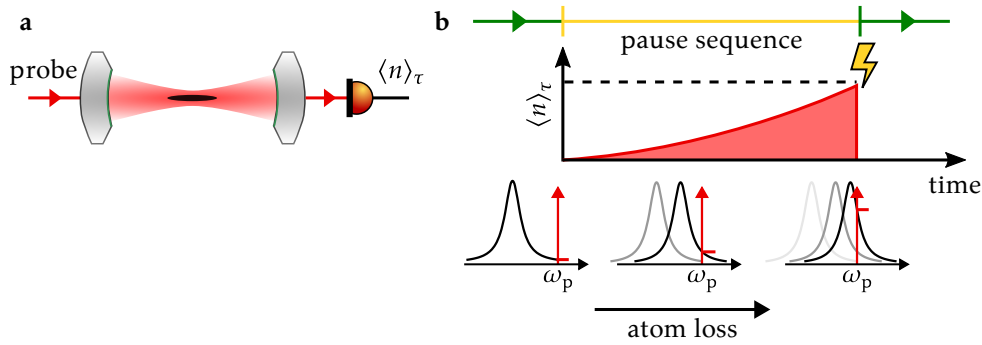 a
probe
⟨n⟩τ
b
pause sequence
⟨n⟩τ
time
ωp
ωp
ωp
atom loss